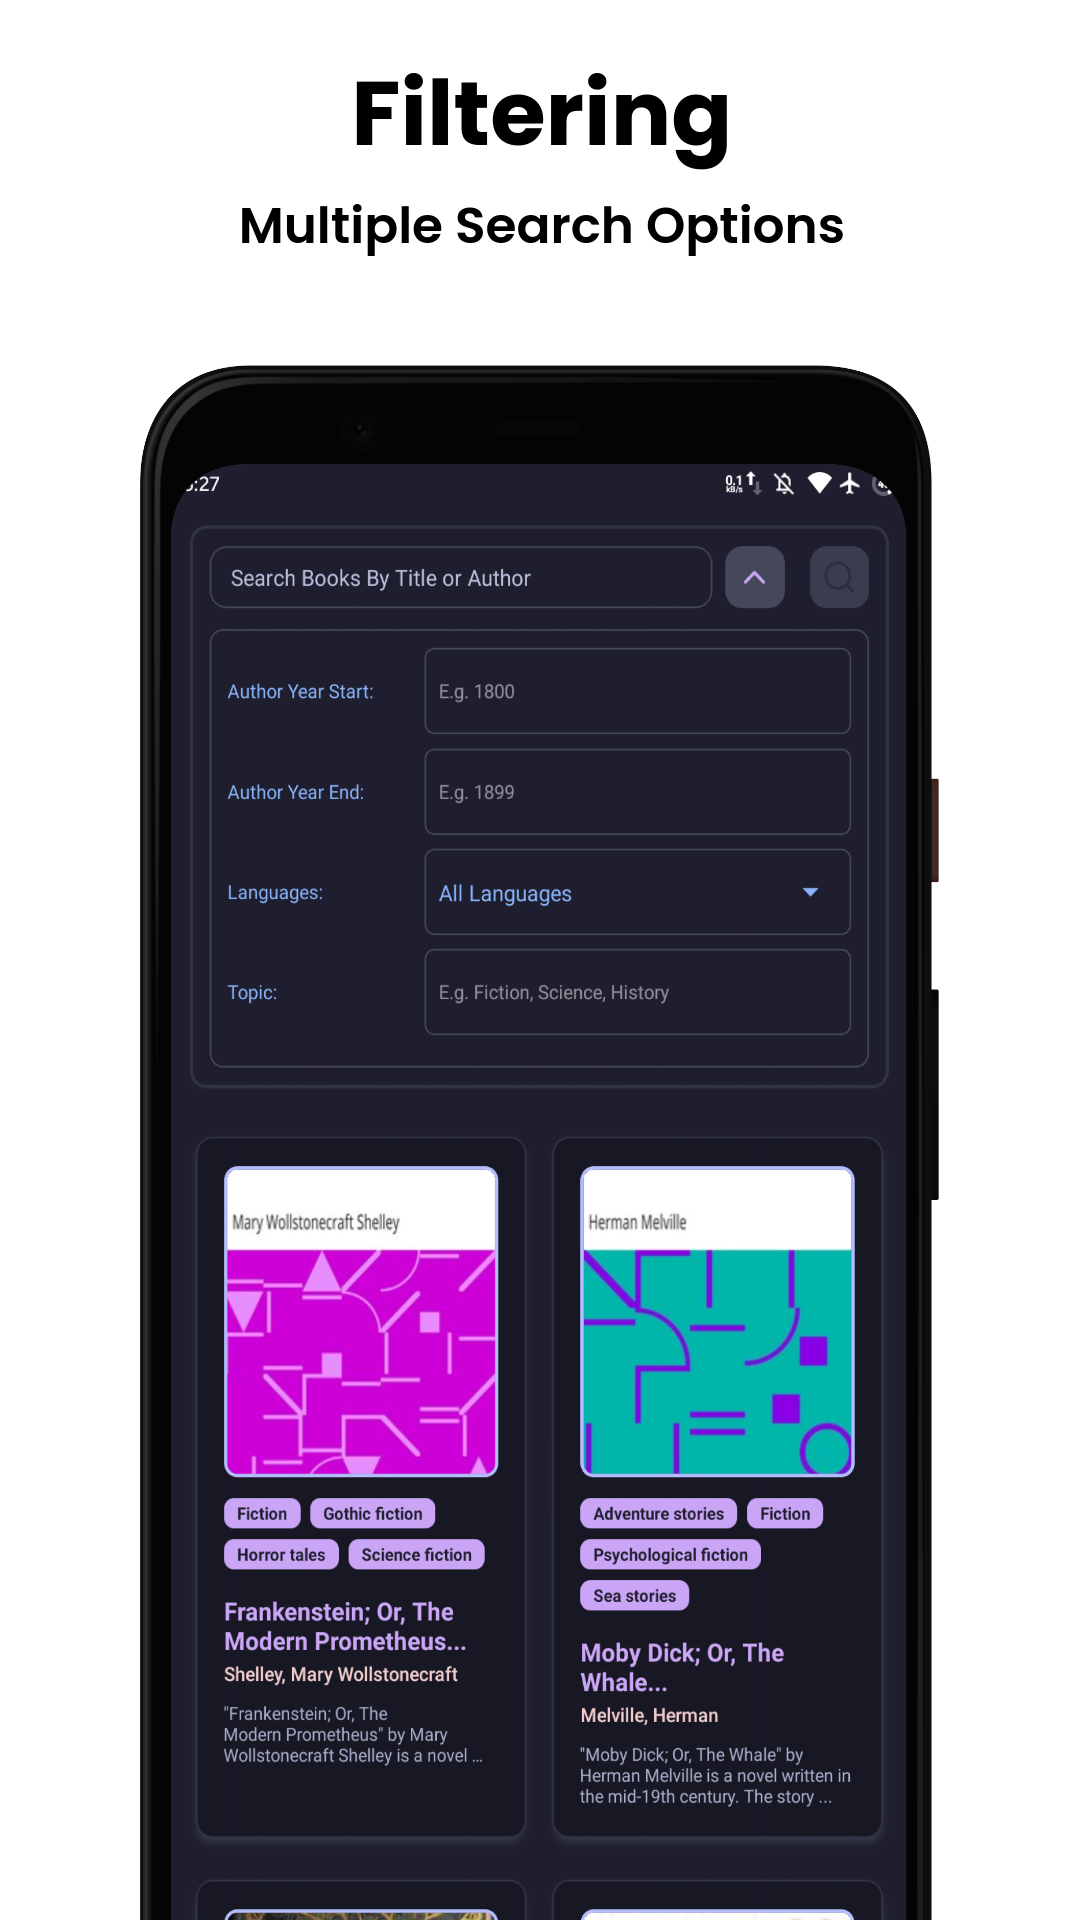 Filtering
Multiple Search Options
:27
0.1
kB/s
Search Books By Title or Author
Author Year Start:
E.g. 1800
Author Year End:
E.g. 1899
Languages:
All Languages
Topic:
E.g. Fiction, Science, History
Mary Wollstonecraft Shelley
Fiction
Gothic fiction
Horror tales
Science fiction
Frankenstein; Or, The
Modern Prometheus...
Shelley, Mary Wollstonecraft
"Frankenstein; Or, The
Modern Prometheus" by Mary
Wollstonecraft Shelley is a novel ...
Herman Melville
Adventure stories
Fiction
Psychological fiction
Sea stories
Moby Dick; Or, The
Whale...
Melville, Herman
"Moby Dick; Or, The Whale" by
Herman Melville is a novel written in
the mid-19th century. The story ...